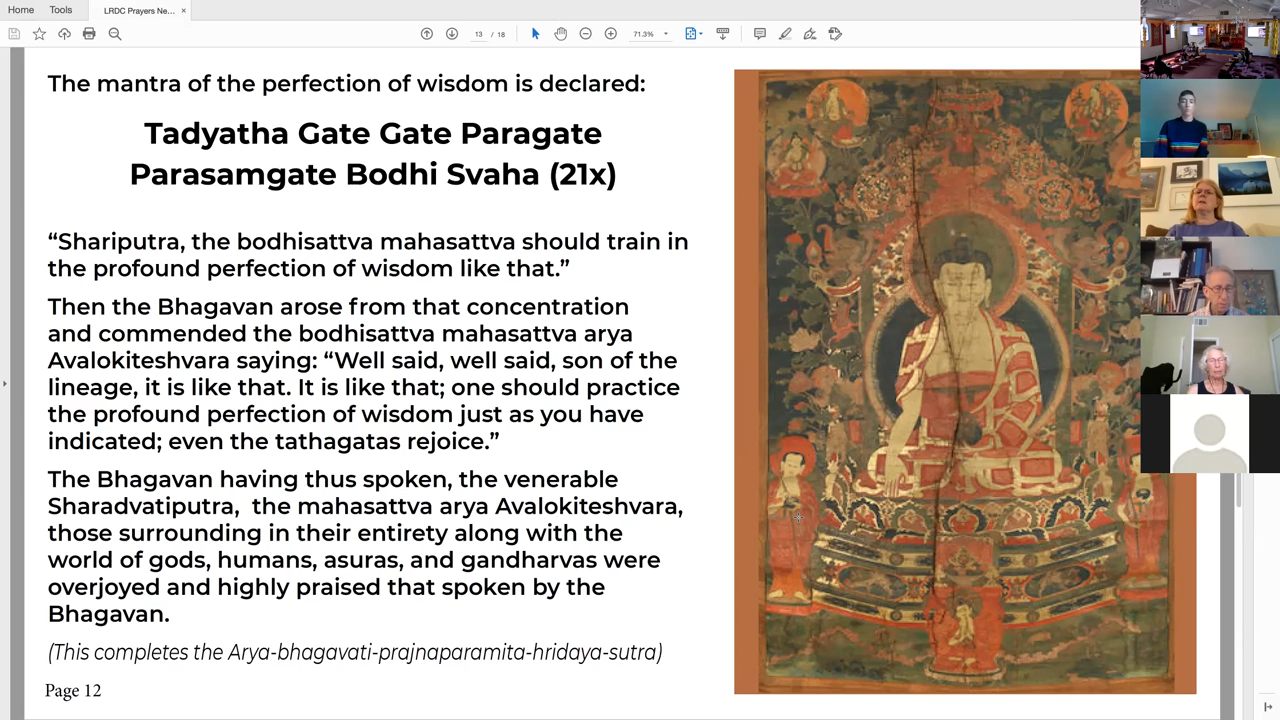 Home
Tools
LRDC Prayers Ne...
13 / 18
71.3%
The mantra of the perfection of wisdom is declared:
Tadyatha Gate Gate Paragate
Parasamgate Bodhi Svaha (21x)
“Shariputra, the bodhisattva mahasattva should train in
the profound perfection of wisdom like that.”
Then the Bhagavan arose from that concentration
and commended the bodhisattva mahasattva arya
Avalokiteshvara saying: “Well said, well said, son of the
lineage, it is like that. It is like that; one should practice
the profound perfection of wisdom just as you have
indicated; even the tathagatas rejoice.”
The Bhagavan having thus spoken, the venerable
Sharadvatiputra,  the mahasattva arya Avalokiteshvara,
those surrounding in their entirety along with the
world of gods, humans, asuras, and gandharvas were
overjoyed and highly praised that spoken by the
Bhagavan.
(This completes the Arya-bhagavati-prajnaparamita-hridaya-sutra)
Page 12